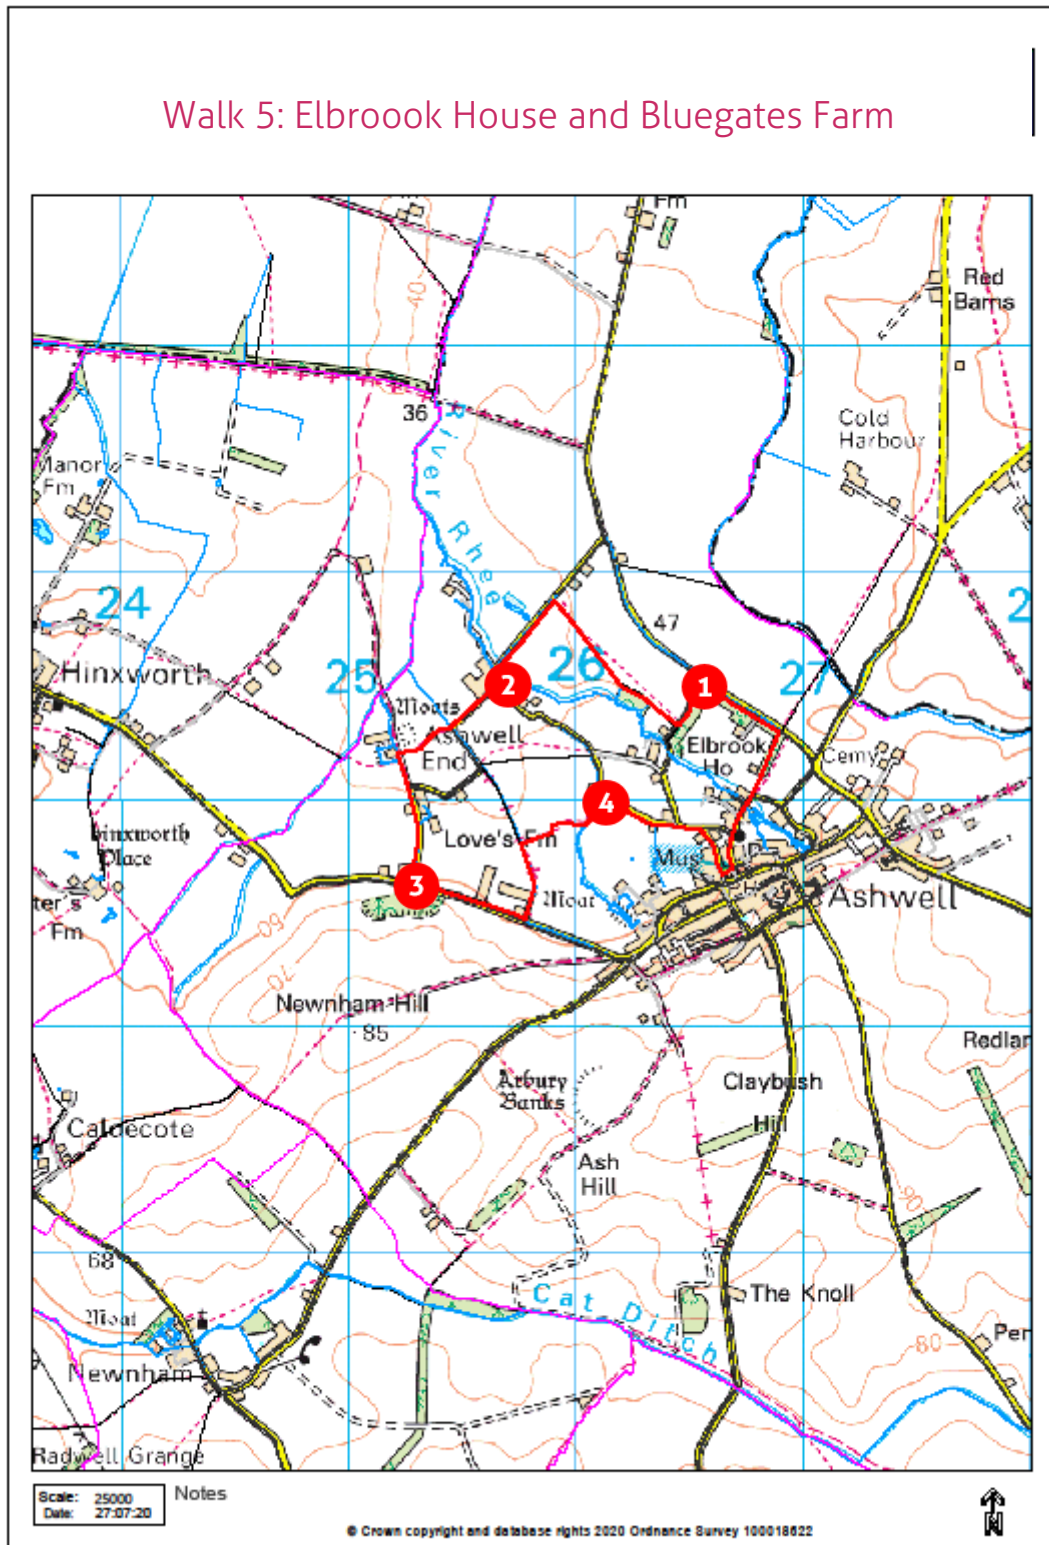 Walk 5: Elbroook House and Bluegates Farm
Fm
Red
Barns
40
36
Cold
Harbour
River Rhee
Manor
Fm
24
47
2
Hinxworth
25
26
1
27
2
Moats
Ashwell
End
Elbrook
Ho
Cemy
4
Hinxworth
Place
Love's Fm
Mus
3
Moat
Ashwell
ter's
Fm
60
70
Newnham Hill
85
Redlar
Arbury
Banks
Claybush
Hill
Caldecote
Ash
Hill
90
68
Cat Ditch
The Knoll
Moat
Per
80
Newnham
Radwell Grange
Scale: 25000
Date: 27:07:20
Notes
© Crown copyright and database rights 2020 Ordnance Survey 100018622
N